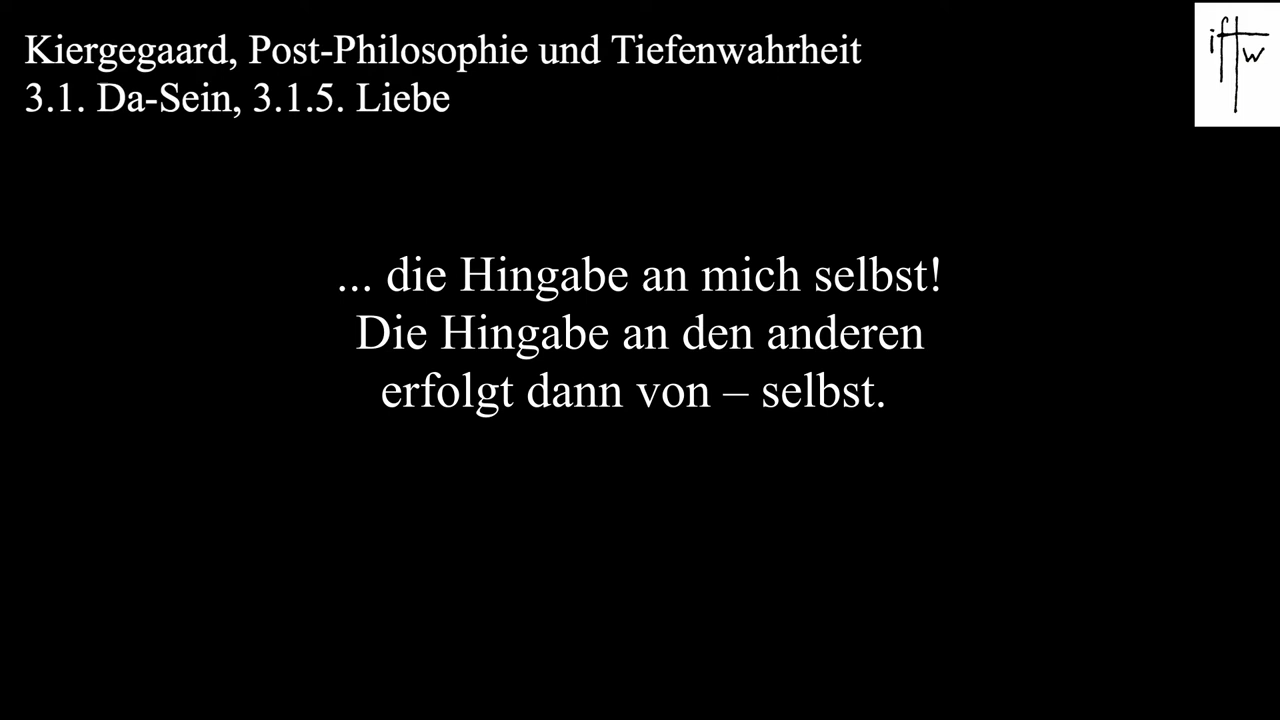 Kiergegaard, Post-Philosophie und Tiefenwahrheit
3.1. Da-Sein, 3.1.5. Liebe
iftw
... die Hingabe an mich selbst!
Die Hingabe an den anderen
erfolgt dann von – selbst.